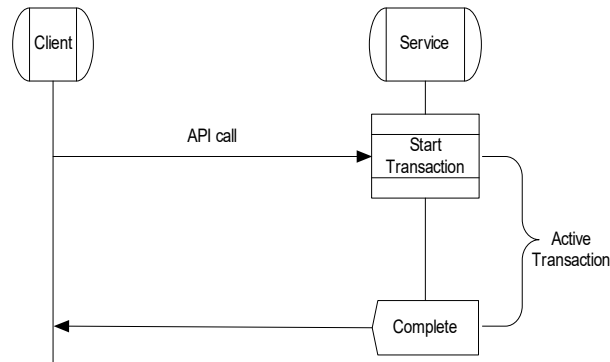 Client
Service
API call
Start
Transaction
Active
Transaction
Complete